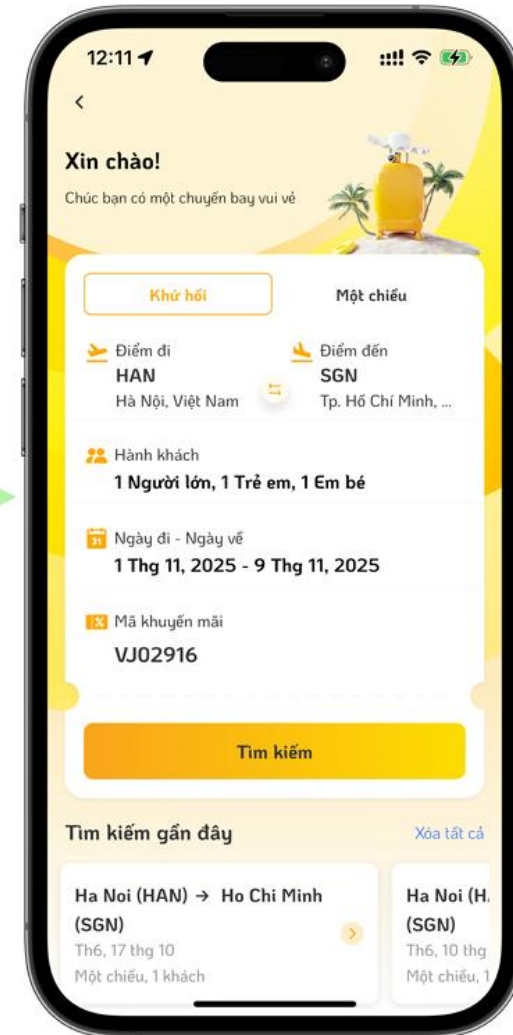 12:11
Xin chào!
Chúc bạn có một chuyến bay vui vẻ
Khứ hồi
Một chiều
Điểm đi
HAN
Hà Nội, Việt Nam
Điểm đến
SGN
Tp. Hồ Chí Minh, ...
Hành khách
1 Người lớn, 1 Trẻ em, 1 Em bé
31
Ngày đi - Ngày về
1 Thg 11, 2025 - 9 Thg 11, 2025
Mã khuyến mãi
VJ02916
Tìm kiếm
Tìm kiếm gần đây
Xóa tất cả
Ha Noi (HAN) → Ho Chi Minh
(SGN)
Th6, 17 thg 10
Một chiều, 1 khách
Ha Noi (H
(SGN)
Th6, 10 thg
Một chiều, 1